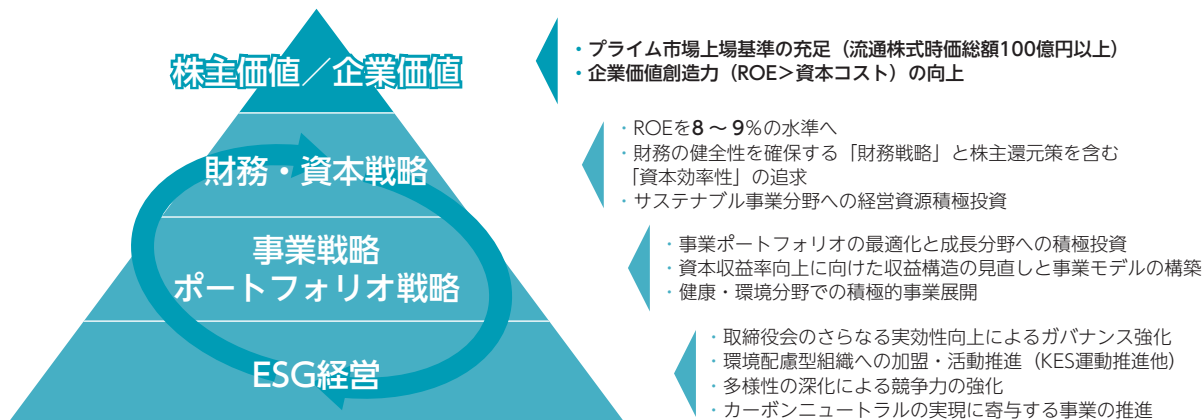 株主価値／企業価値
・プライム市場上場基準の充足（流通株式時価総額100億円以上）
・企業価値創造力（ROE＞資本コスト）の向上
財務・資本戦略
・ROEを8～9％の水準へ
・財務の健全性を確保する「財務戦略」と株主還元策を含む
「資本効率性」の追求
・サステナブル事業分野への経営資源積極投資
事業戦略
ポートフォリオ戦略
・事業ポートフォリオの最適化と成長分野への積極投資
・資本収益率向上に向けた収益構造の見直しと事業モデルの構築
・健康・環境分野での積極的事業展開
ESG経営
・取締役会のさらなる実効性向上によるガバナンス強化
・環境配慮型組織への加盟・活動推進（KES運動推進他）
・多様性の深化による競争力の強化
・カーボンニュートラルの実現に寄与する事業の推進